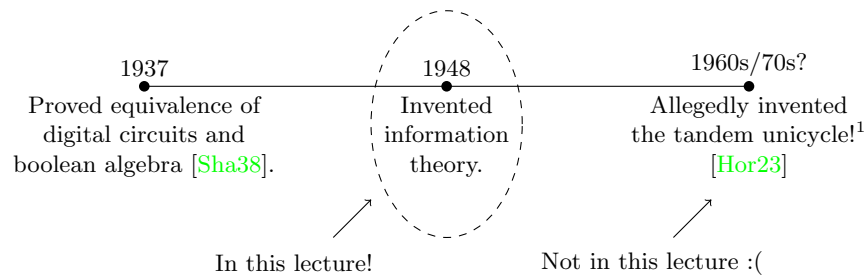 1937
Proved equivalence of
digital circuits and
boolean algebra [Sha38].
1948
Invented
information
theory.
1960s/70s?
Allegedly invented
the tandem unicycle!¹
[Hor23]
In this lecture!
Not in this lecture :(